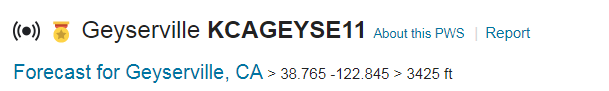 Geyserville KCAGEYSE11 About this PWS | Report
Forecast for Geyserville, CA > 38.765 -122.845 > 3425 ft